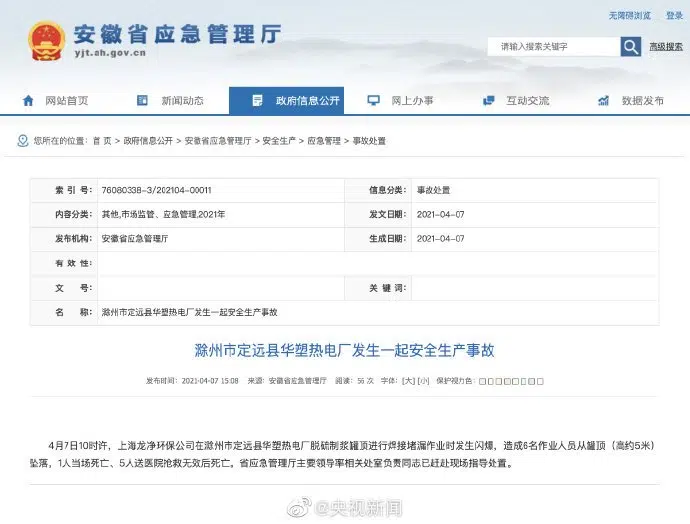 无障碍浏览 登录
安徽省应急管理厅
yjt.ah.gov.cn
请输入搜索关键字 高级搜索
网站首页 新闻动态 政府信息公开 网上办事 互动交流 数据发布
您所在的位置：首 页 > 政府信息公开 > 安徽省应急管理厅 > 安全生产 > 应急管理 > 事故处置
索 引 号： 76080338-3/202104-00011 信息分类： 事故处置
内容分类： 其他,市场监管、应急管理,2021年 发文日期： 2021-04-07
发布机构： 安徽省应急管理厅 生成日期： 2021-04-07
有 效 性：
文 号： 关 键 词：
名 称： 滁州市定远县华塑热电厂发生一起安全生产事故
滁州市定远县华塑热电厂发生一起安全生产事故
发布时间：2021-04-07 15:08 来源：安徽省应急管理厅 阅读：56 次 字体：[大] [小] 保护视力色：
4月7日10时许，上海龙净环保公司在滁州市定远县华塑热电厂脱硫制浆罐顶进行焊接堵漏作业时发生闪爆，造成6名作业人员从罐顶（高约5米）
坠落，1人当场死亡、5人送医院抢救无效后死亡。省应急管理厅主要领导率相关处室负责同志已赶赴现场指导处置。
@央视新闻